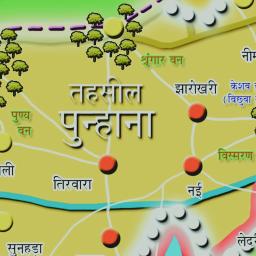 श्रृंगार वन
नीम
तहसील
झारोखरी
केशव
(बिछुवा
पुन्हाना
पुण्य
वन
विस्मरण
तिरवारा
नई
सुनहडा